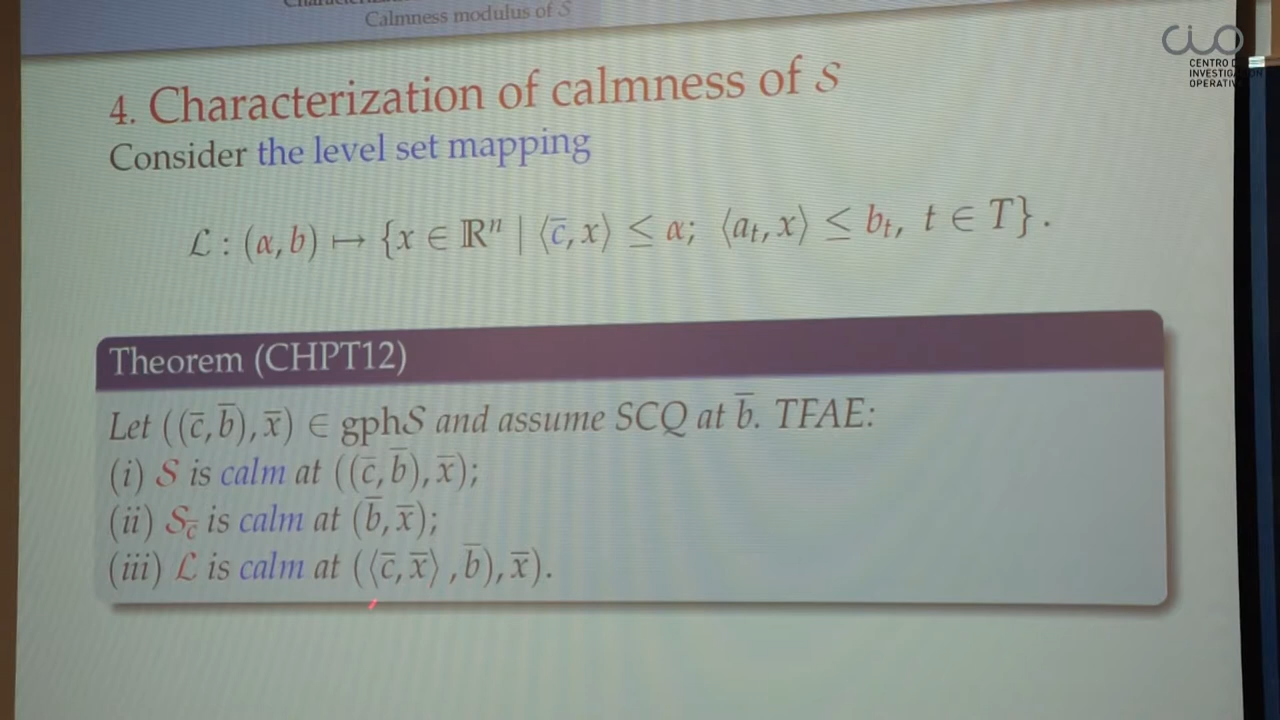 Calmness modulus of 𝒮
CIO
CENTRO D
INVESTIGACIÓN
OPERATIV
4. Characterization of calmness of 𝒮
Consider the level set mapping
ℒ : (α, b) ↦ {x ∈ ℝⁿ | ⟨c̅, x⟩ ≤ α; ⟨aₜ, x⟩ ≤ bₜ, t ∈ T} .
Theorem (CHPT12)
Let ((c̅, b̅), x̅) ∈ gph𝒮 and assume SCQ at b̅. TFAE:
(i) 𝒮 is calm at ((c̅, b̅), x̅);
(ii) 𝒮_c̅ is calm at (b̅, x̅);
(iii) ℒ is calm at ((⟨c̅, x̅⟩ , b̅), x̅).